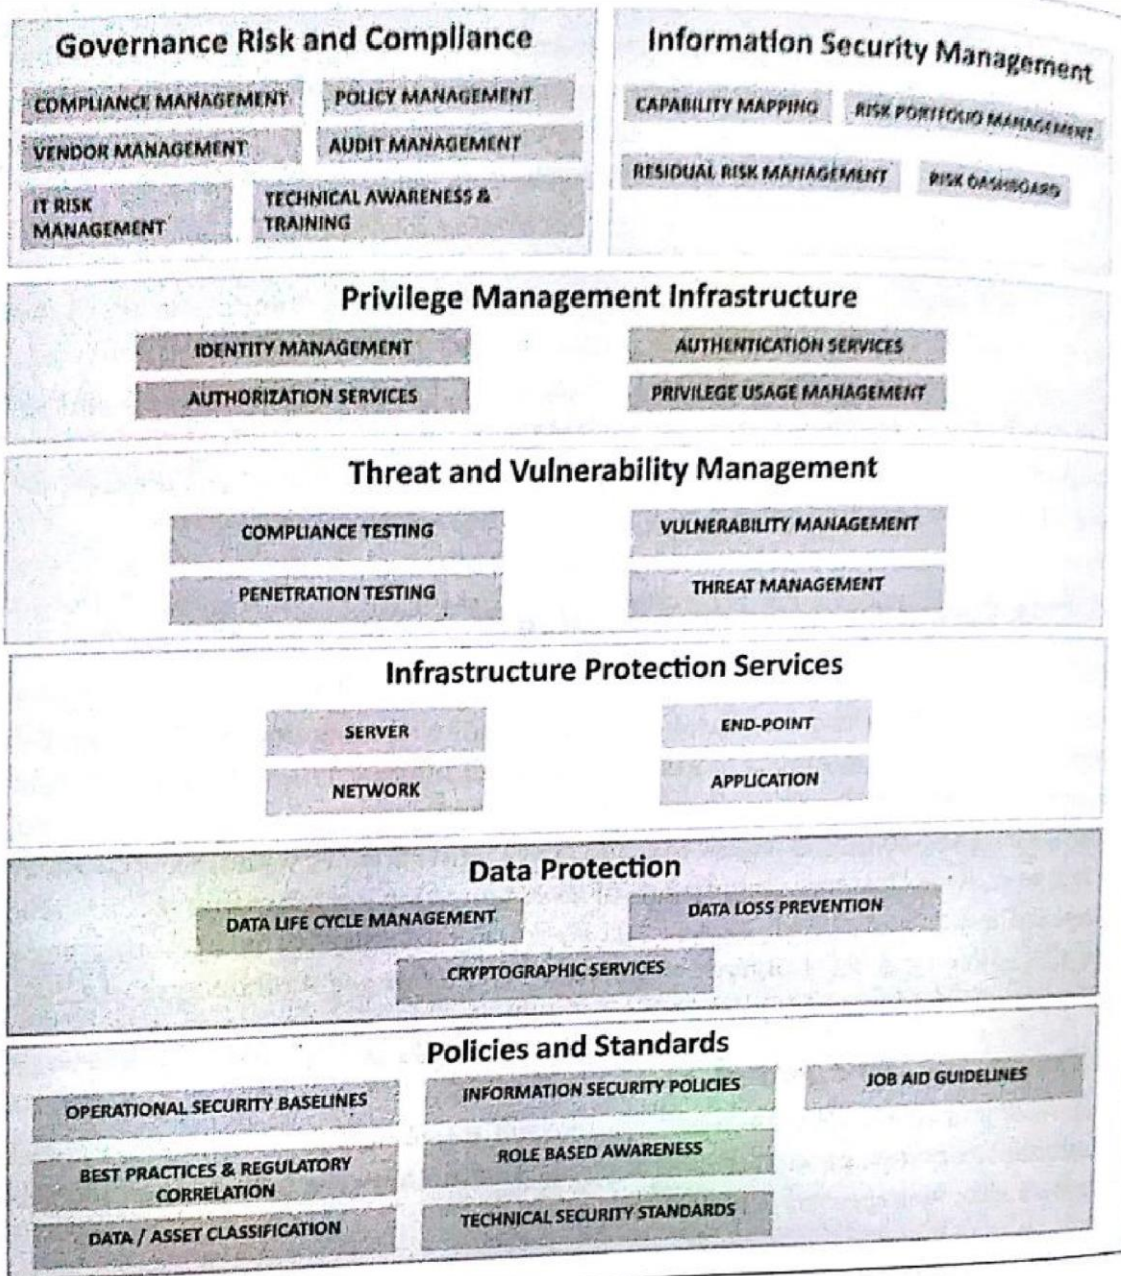 Governance Risk and Compliance
COMPLIANCE MANAGEMENT
POLICY MANAGEMENT
VENDOR MANAGEMENT
AUDIT MANAGEMENT
IT RISK
MANAGEMENT
TECHNICAL AWARENESS &
TRAINING
Information Security Management
CAPABILITY MAPPING
RISK PORTFOLIO MANAGEMENT
RESIDUAL RISK MANAGEMENT
RISK DASHBOARD
Privilege Management Infrastructure
IDENTITY MANAGEMENT
AUTHENTICATION SERVICES
AUTHORIZATION SERVICES
PRIVILEGE USAGE MANAGEMENT
Threat and Vulnerability Management
COMPLIANCE TESTING
VULNERABILITY MANAGEMENT
PENETRATION TESTING
THREAT MANAGEMENT
Infrastructure Protection Services
SERVER
END-POINT
NETWORK
APPLICATION
Data Protection
DATA LIFE CYCLE MANAGEMENT
DATA LOSS PREVENTION
CRYPTOGRAPHIC SERVICES
Policies and Standards
OPERATIONAL SECURITY BASELINES
INFORMATION SECURITY POLICIES
JOB AID GUIDELINES
BEST PRACTICES & REGULATORY
CORRELATION
ROLE BASED AWARENESS
DATA / ASSET CLASSIFICATION
TECHNICAL SECURITY STANDARDS